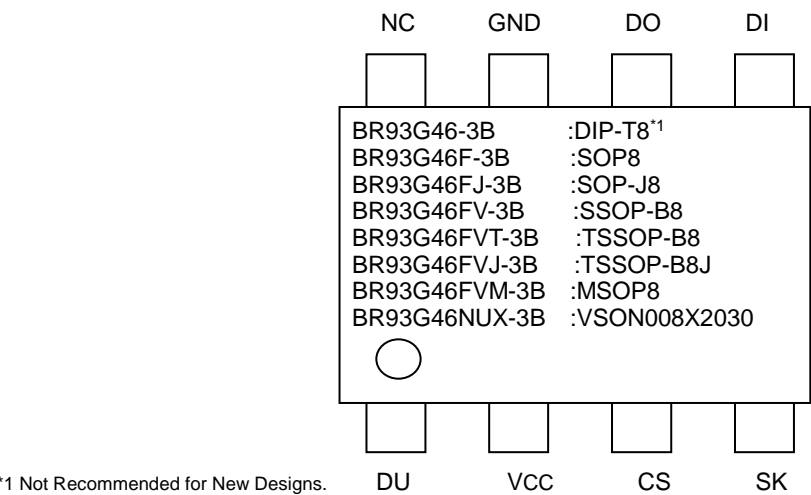 NC GND DO DI
BR93G46-3B :DIP-T8*1
BR93G46F-3B :SOP8
BR93G46FJ-3B :SOP-J8
BR93G46FV-3B :SSOP-B8
BR93G46FVT-3B :TSSOP-B8
BR93G46FVJ-3B :TSSOP-B8J
BR93G46FVM-3B :MSOP8
BR93G46NUX-3B :VSON008X2030
DU VCC CS SK
*1 Not Recommended for New Designs.